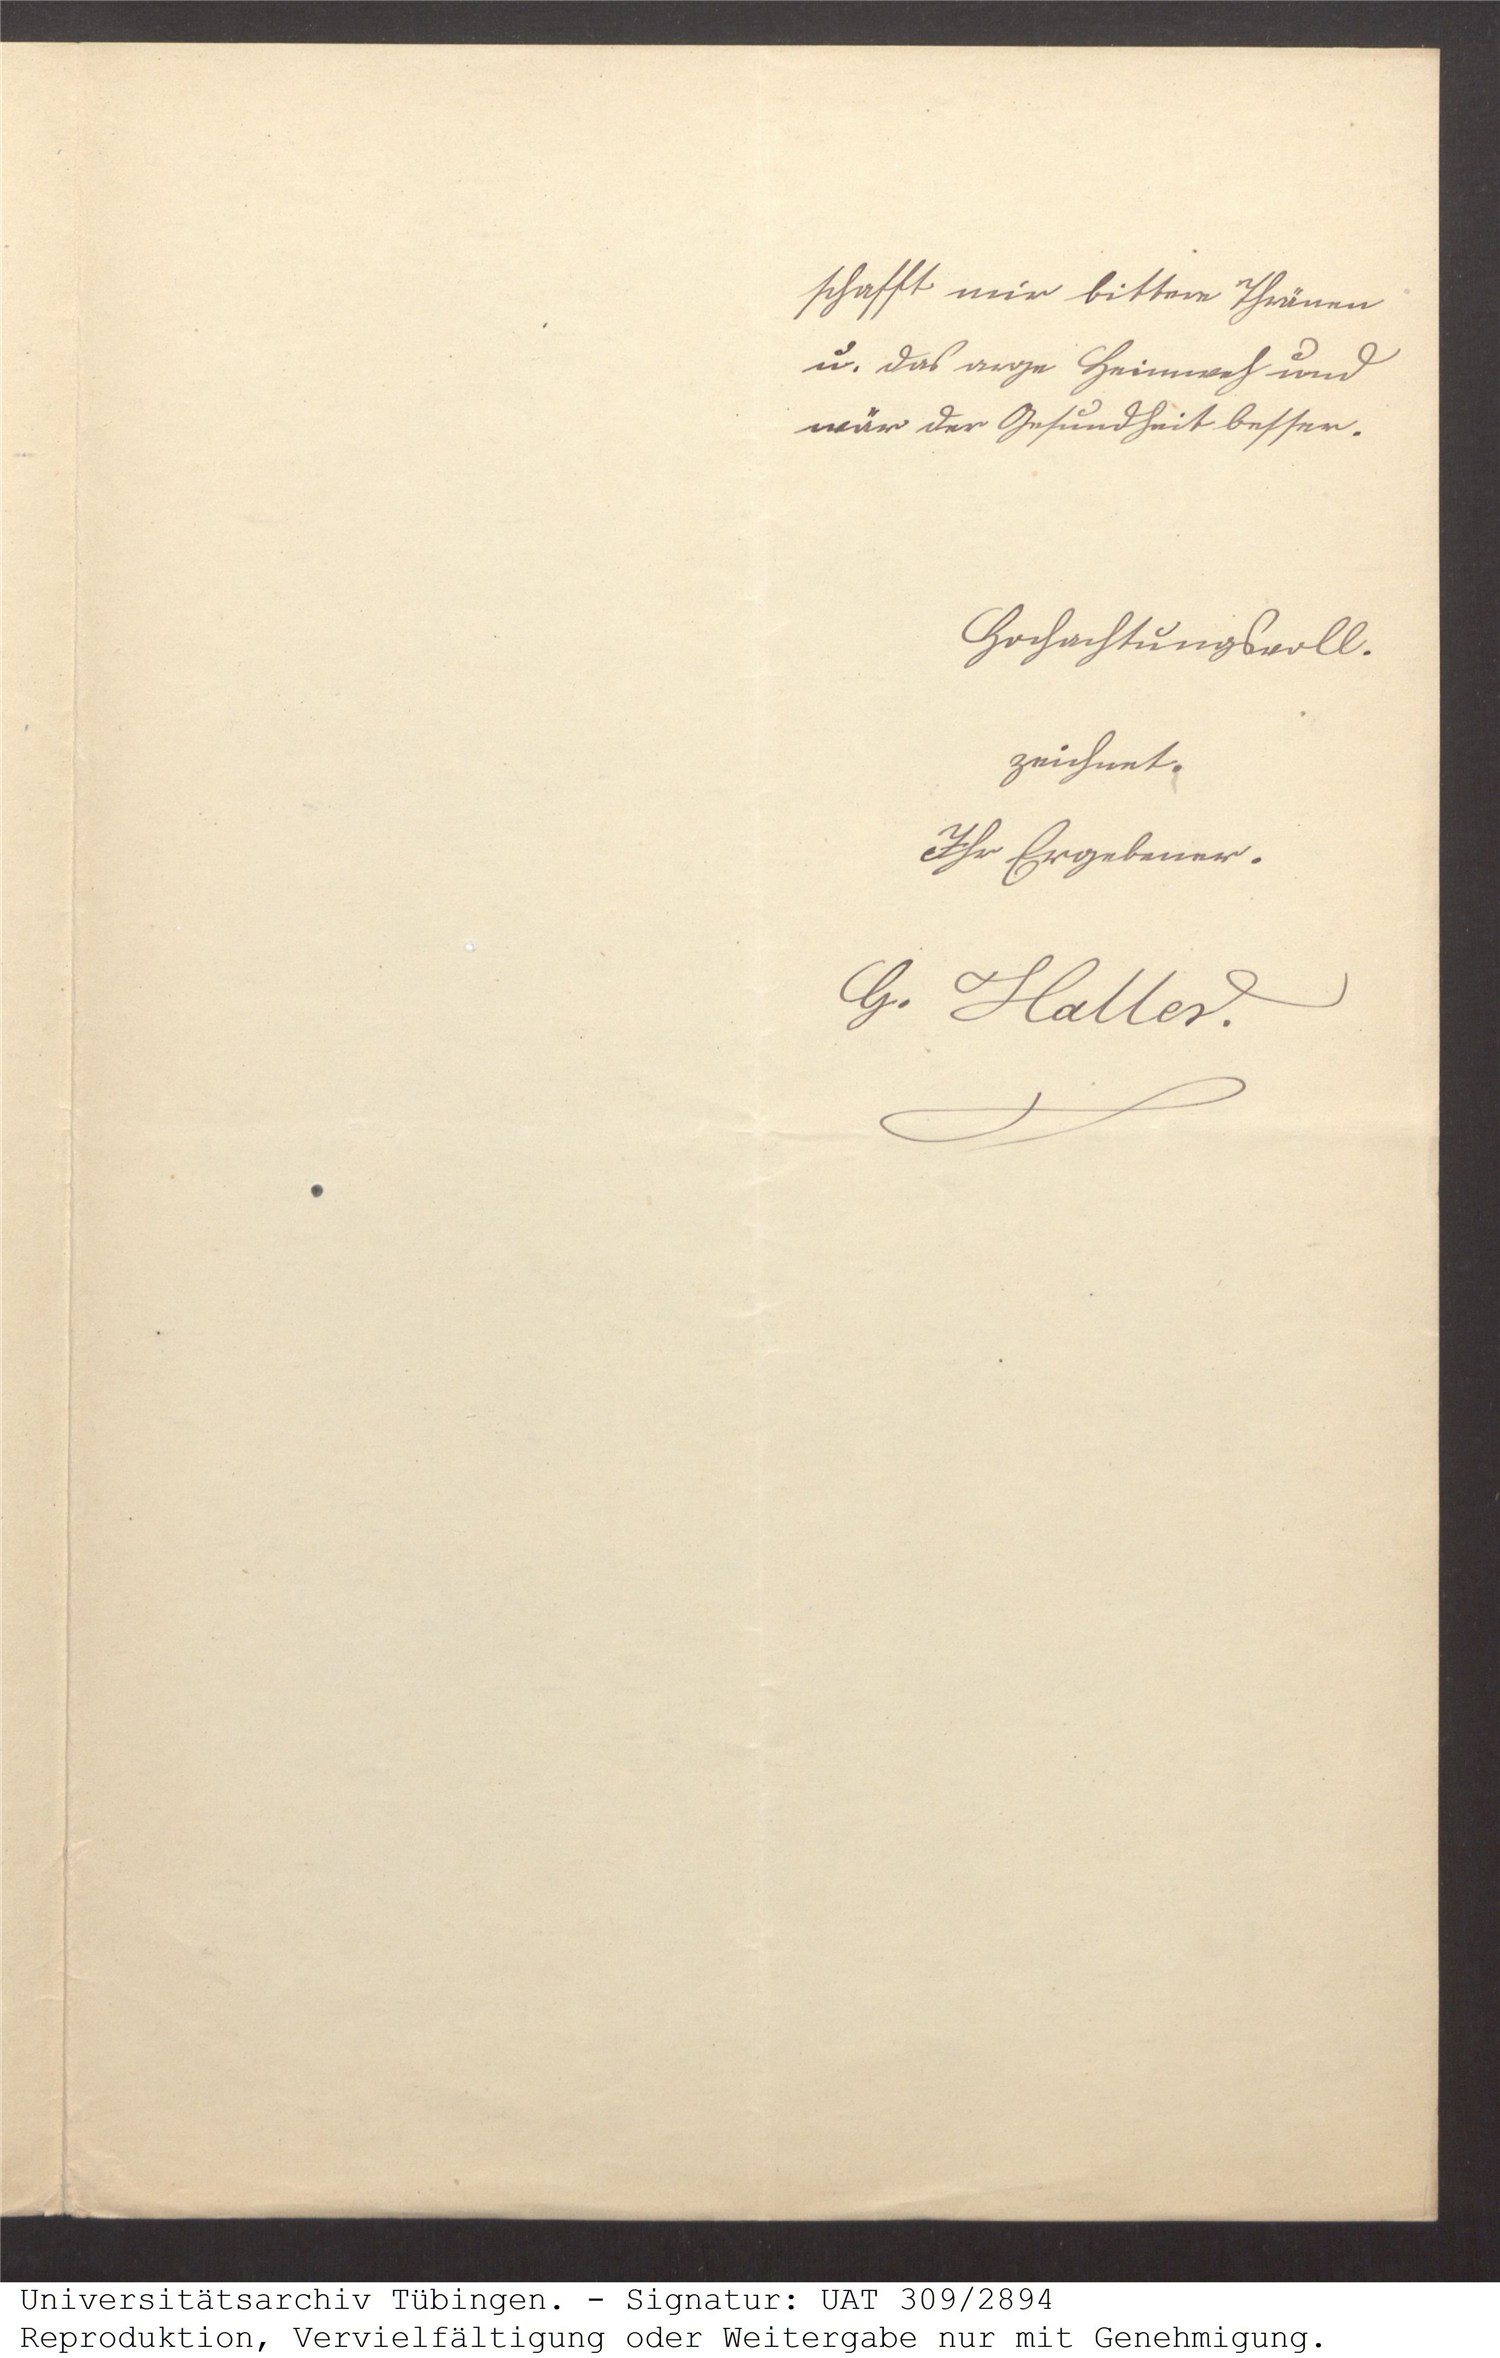 schafft mir bittere Thränen
u. das arge Heimweh und
wär der Gesundheit besser.
Hochachtungsvoll.
zeichnet.
Ihr Ergebener.
G. Haller.
Universitätsarchiv Tübingen. - Signatur: UAT 309/2894
Reproduktion, Vervielfältigung oder Weitergabe nur mit Genehmigung.